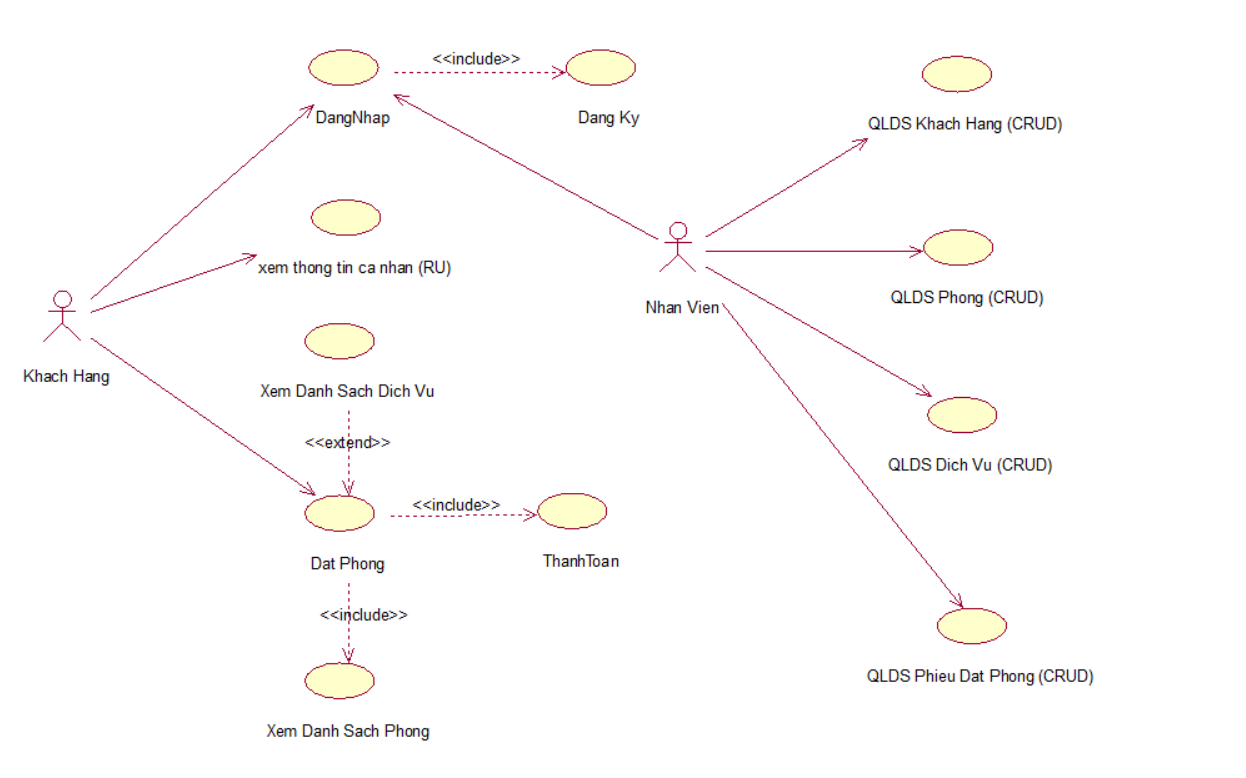 <<include>>
DangNhap
Dang Ky
QLDS Khach Hang (CRUD)
xem thong tin ca nhan (RU)
Nhan Vien
QLDS Phong (CRUD)
Khach Hang
Xem Danh Sach Dich Vu
<<extend>>
QLDS Dich Vu (CRUD)
<<include>>
Dat Phong
ThanhToan
<<include>>
QLDS Phieu Dat Phong (CRUD)
Xem Danh Sach Phong